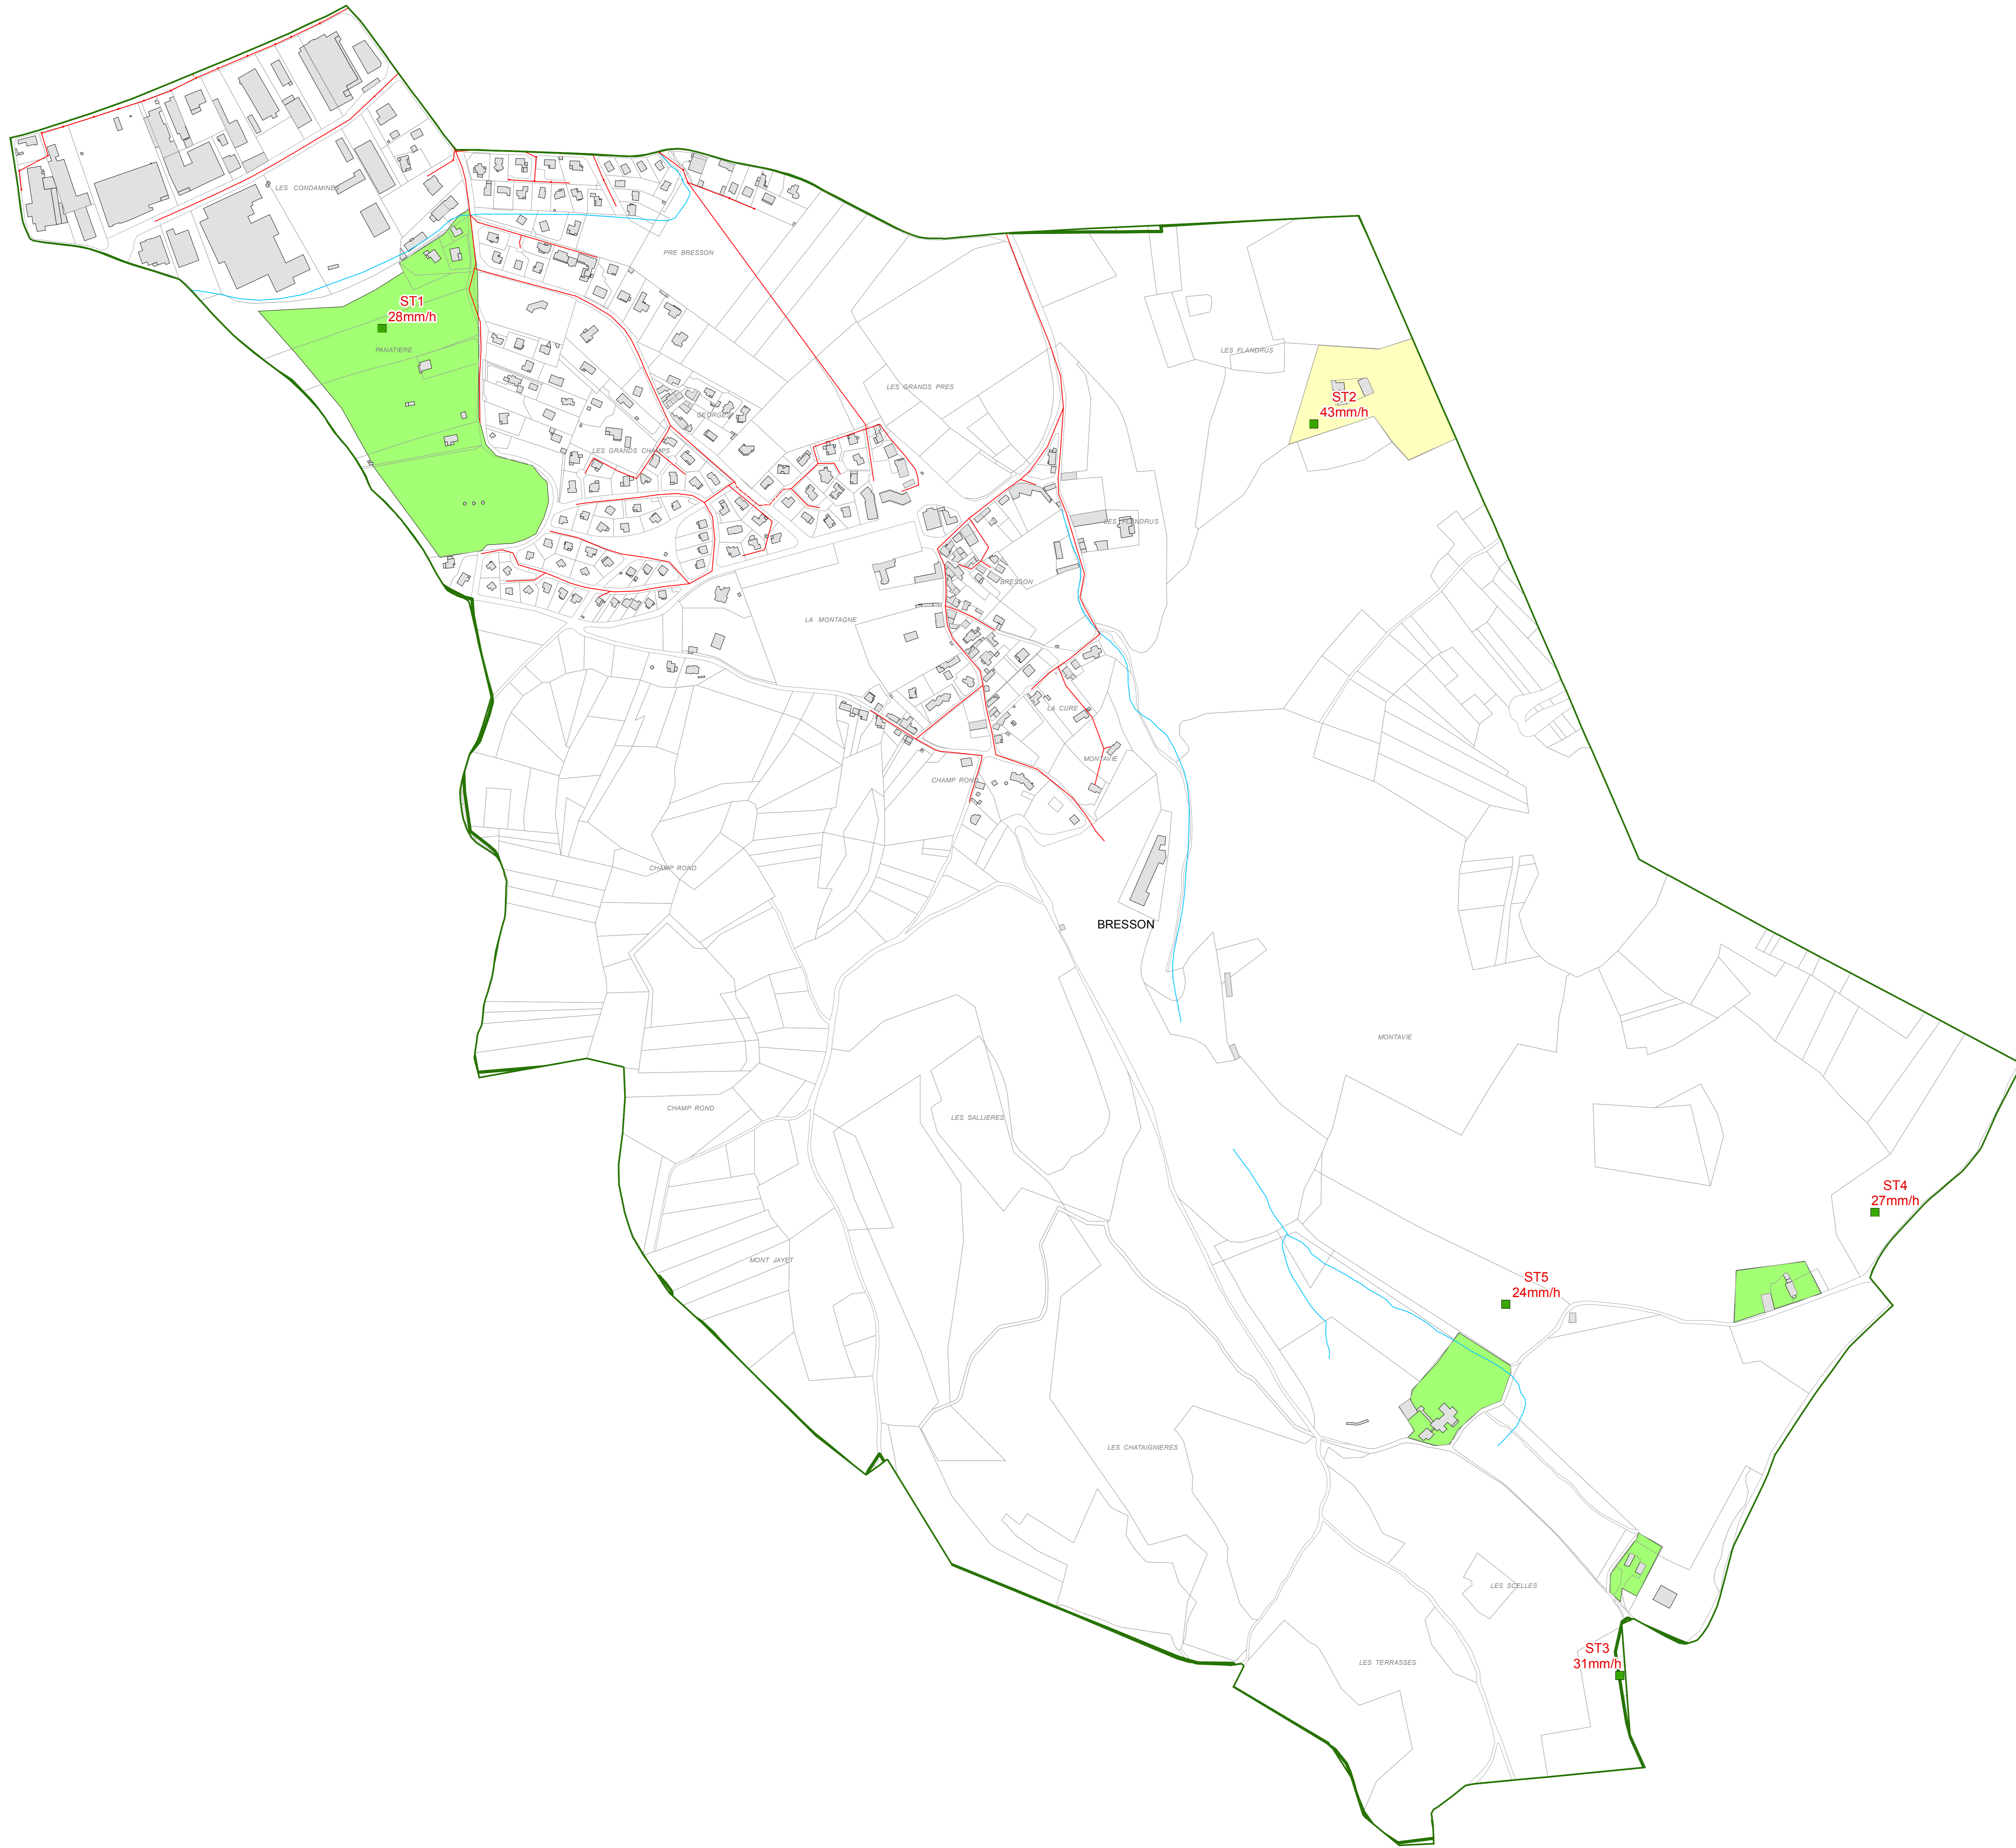 LES CONDAMINES
PRE BRESSON
ST1
28mm/h
PANATIERE
LES FLANDRUS
LES GRANDS PRES
ST2
43mm/h
GEORGES
LES GRANDS CHAMPS
LES FLANDRUS
BRESSON
LA MONTAGNE
LA CURE
MONTAVIE
CHAMP ROND
CHAMP ROND
BRESSON
MONTAVIE
CHAMP ROND
LES SALLIERES
ST4
27mm/h
MONT JAYET
ST5
24mm/h
LES CHATAIGNIERES
LES SCELLES
ST3
31mm/h
LES TERRASSES